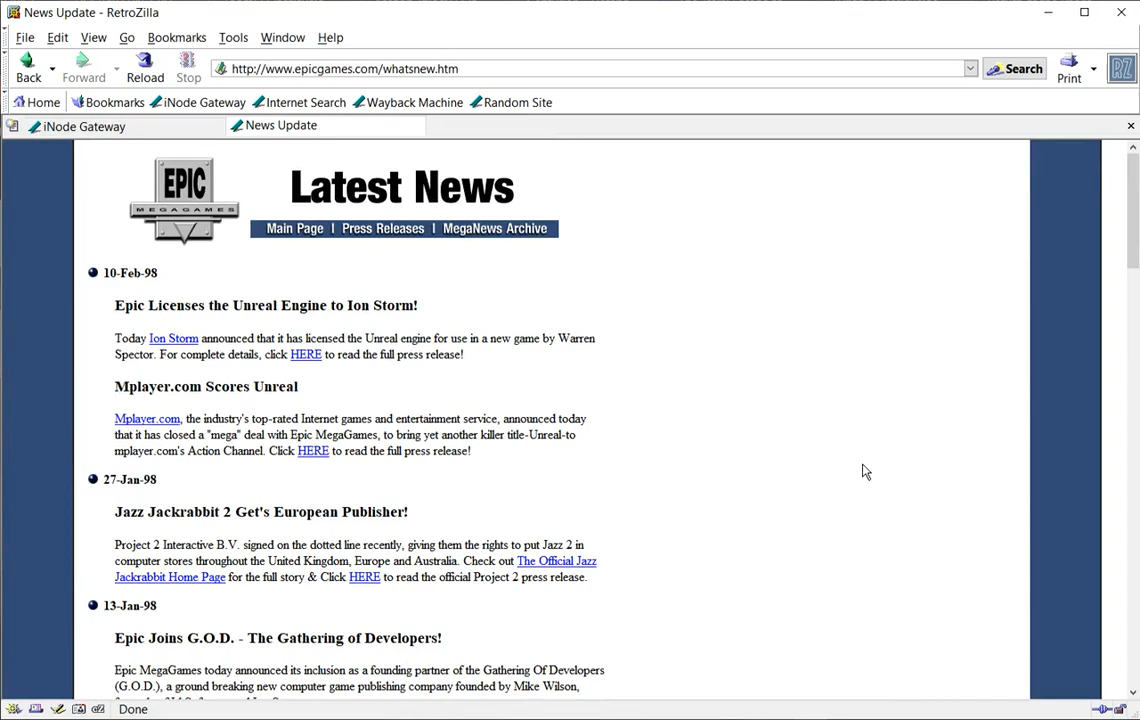 News Update - RetroZilla
File Edit View Go Bookmarks Tools Window Help
Back Forward Reload Stop http://www.epicgames.com/whatsnew.htm Search Print RZ
Home Bookmarks iNode Gateway Internet Search Wayback Machine Random Site
iNode Gateway News Update
EPIC
MEGAGAMES
Latest News
Main Page | Press Releases | MegaNews Archive
10-Feb-98
Epic Licenses the Unreal Engine to Ion Storm!
Today Ion Storm announced that it has licensed the Unreal engine for use in a new game by Warren
Spector. For complete details, click HERE to read the full press release!
Mplayer.com Scores Unreal
Mplayer.com, the industry's top-rated Internet games and entertainment service, announced today
that it has closed a "mega" deal with Epic MegaGames, to bring yet another killer title-Unreal-to
mplayer.com's Action Channel. Click HERE to read the full press release!
27-Jan-98
Jazz Jackrabbit 2 Get's European Publisher!
Project 2 Interactive B.V. signed on the dotted line recently, giving them the rights to put Jazz 2 in
computer stores throughout the United Kingdom, Europe and Australia. Check out The Official Jazz
Jackrabbit Home Page for the full story & Click HERE to read the official Project 2 press release.
13-Jan-98
Epic Joins G.O.D. - The Gathering of Developers!
Epic MegaGames today announced its inclusion as a founding partner of the Gathering Of Developers
(G.O.D.), a ground breaking new computer game publishing company founded by Mike Wilson,
Done